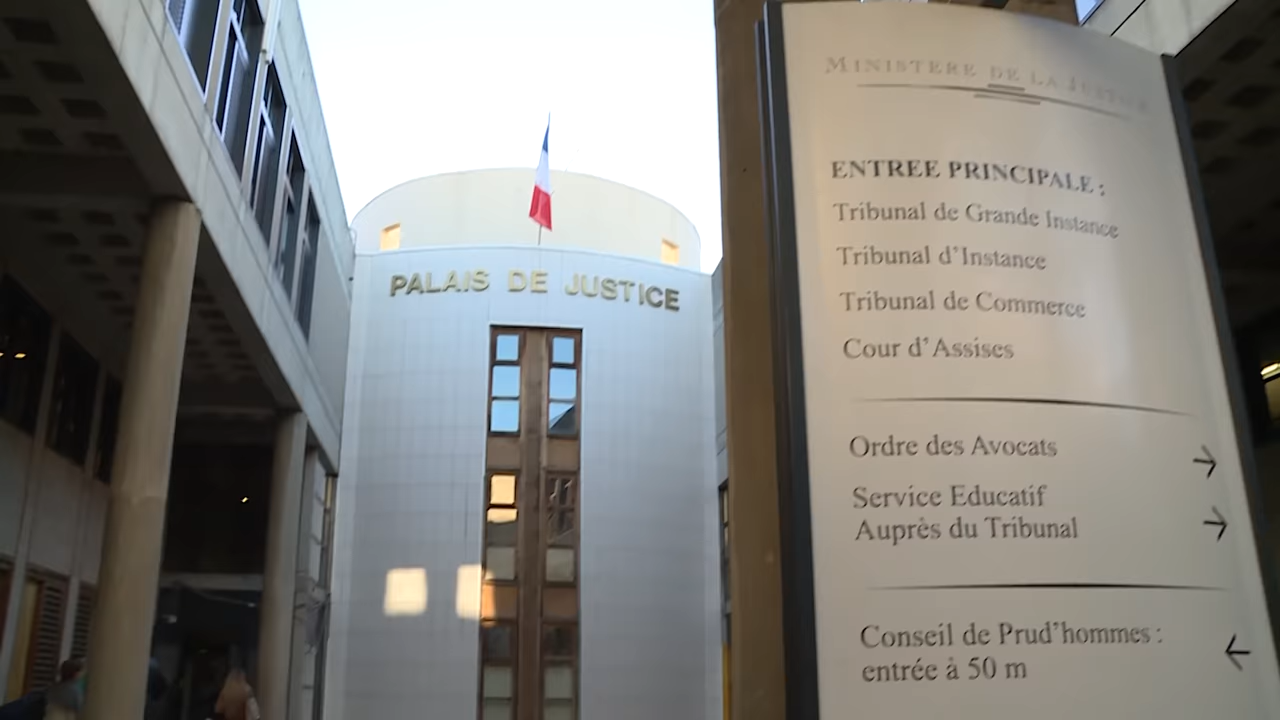 PALAIS DE JUSTICE
MINISTERE DE LA JUSTICE
ENTREE PRINCIPALE :
Tribunal de Grande Instance
Tribunal d'Instance
Tribunal de Commerce
Cour d'Assises
Ordre des Avocats
Service Educatif
Auprès du Tribunal
Conseil de Prud'hommes :
entrée à 50 m